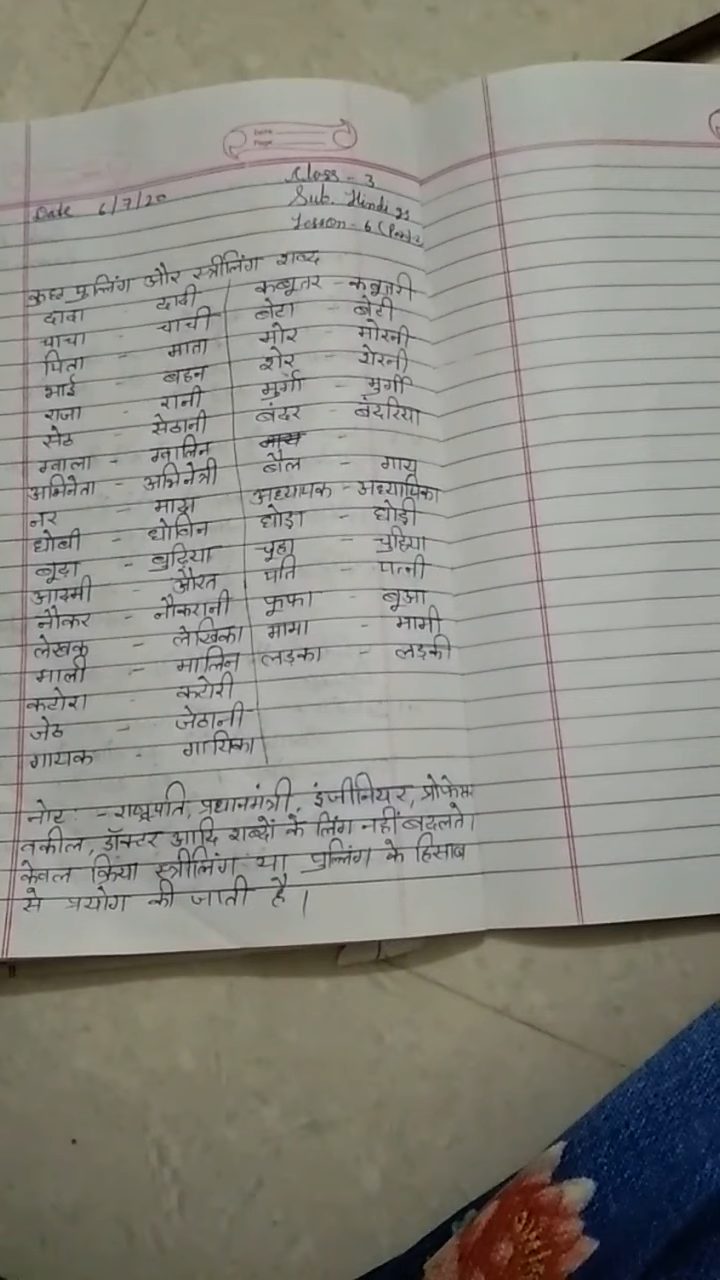 Date 6/7/20
Class - 3
Sub. Hindi
Lesson - 6 (Part-2
कुछ पुल्लिंग और स्त्रीलिंग शब्द
दादा - दादी
चाचा - चाची
पिता - माता
भाई - बहन
राजा - रानी
सेठ - सेठानी
ग्वाला - ग्वालिन
अभिनेता - अभिनेत्री
नर - मादा
धोबी - धोबिन
बूढ़ा - बुढ़िया
आदमी - औरत
नौकर - नौकरानी
लेखक - लेखिका
माली - मालिन
कटोरा - कटोरी
जेठ - जेठानी
गायक - गायिका
कबूतर - कबूतरी
बेटा - बेटी
मोर - मोरनी
शेर - शेरनी
मुर्गा - मुर्गी
बंदर - बंदरिया
बैल - गाय
अध्यापक - अध्यापिका
घोड़ा - घोड़ी
चूहा - चुहिया
पति - पत्नी
फूफा - बूआ
मामा - मामी
लड़का - लड़की
नोट :- राष्ट्रपति, प्रधानमंत्री, इंजीनियर, प्रोफेसर
वकील, डॉक्टर आदि शब्दों के लिंग नहीं बदलते।
केवल क्रिया स्त्रीलिंग या पुल्लिंग के हिसाब
से प्रयोग की जाती है।